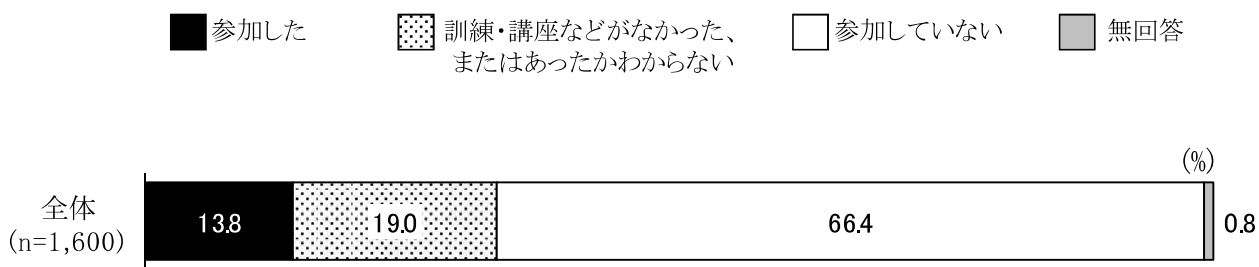 参加した
訓練・講座などがなかった、
またはあったかわからない
参加していない
無回答
(%)
全体
(n=1,600)
13.8
19.0
66.4
0.8